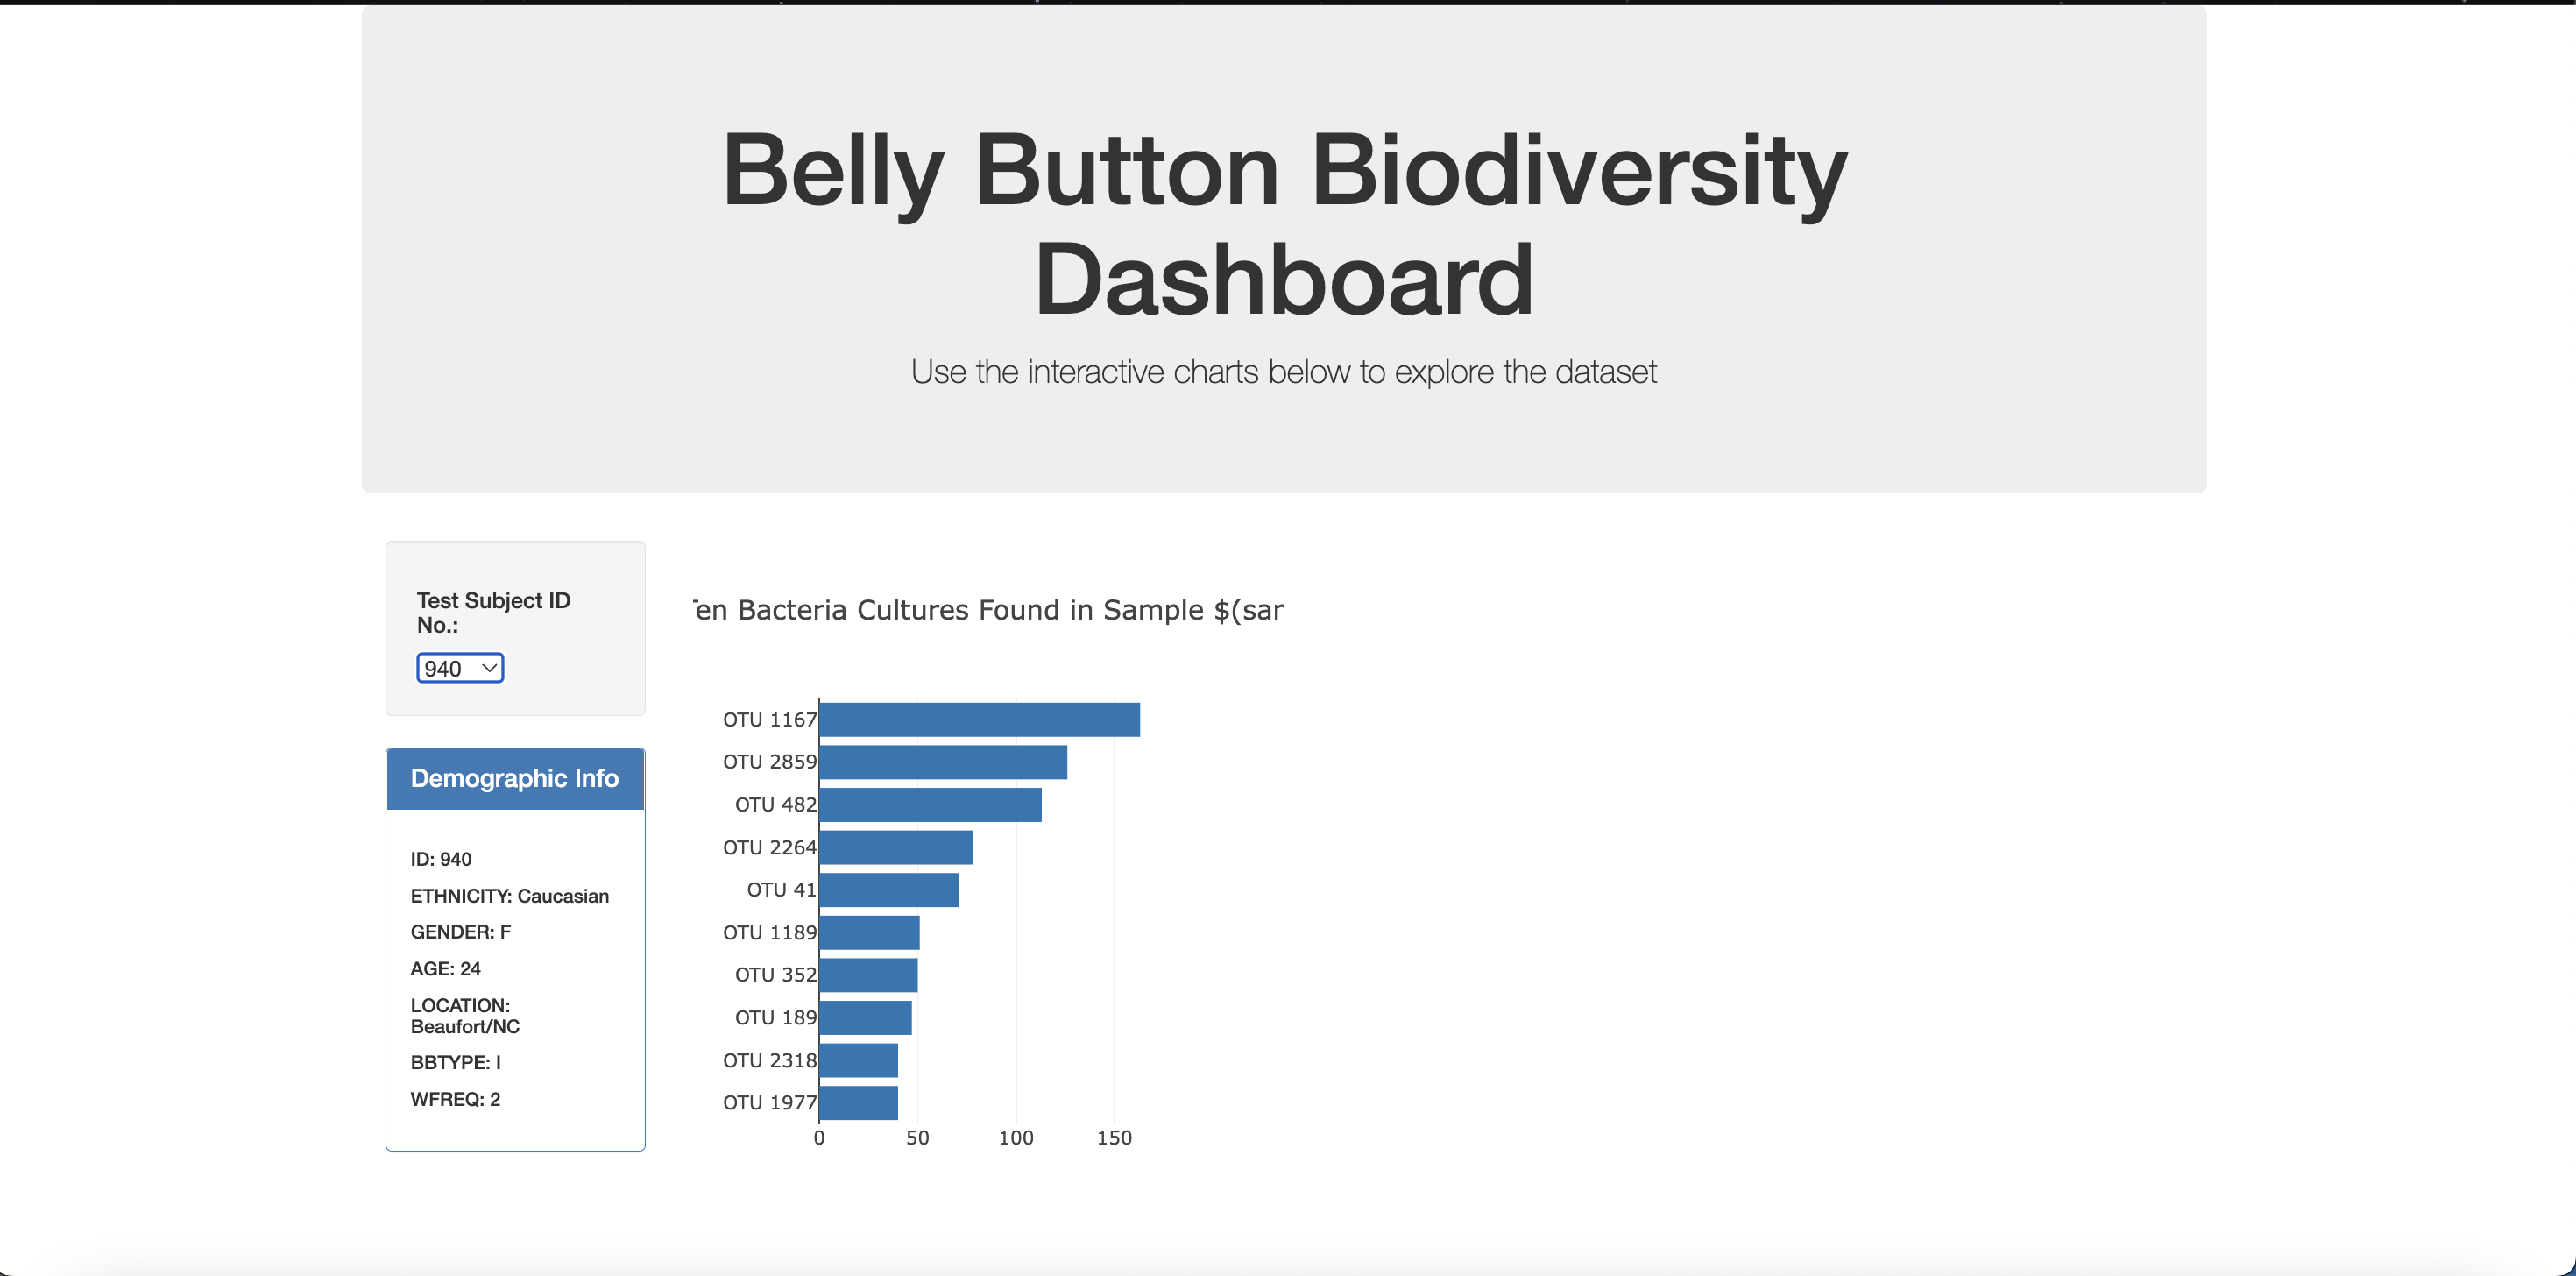 Belly Button Biodiversity
Dashboard
Use the interactive charts below to explore the dataset
Test Subject ID
No.:
940
Demographic Info
ID: 940
ETHNICITY: Caucasian
GENDER: F
AGE: 24
LOCATION:
Beaufort/NC
BBTYPE: I
WFREQ: 2
en Bacteria Cultures Found in Sample $(sar
OTU 1167
OTU 2859
OTU 482
OTU 2264
OTU 41
OTU 1189
OTU 352
OTU 189
OTU 2318
OTU 1977
0 50 100 150